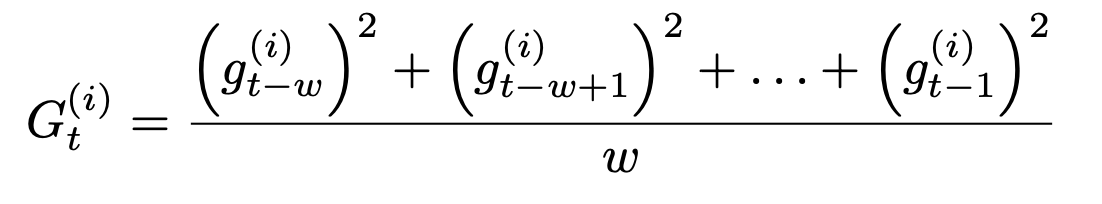 $G_t^{(i)} = \frac{\left(g_{t-w}^{(i)}\right)^2 + \left(g_{t-w+1}^{(i)}\right)^2 + \ldots + \left(g_{t-1}^{(i)}\right)^2}{w}$